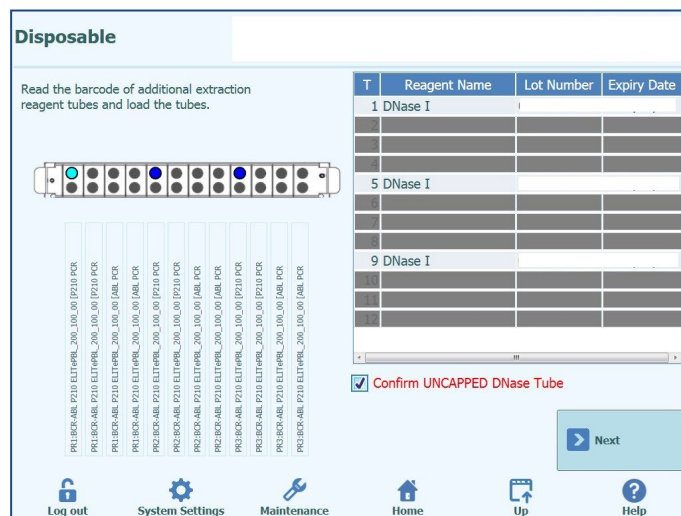 Disposable
Read the barcode of additional extraction
reagent tubes and load the tubes.
T Reagent Name Lot Number Expiry Date
1 DNase I
2
3
4
5 DNase I
6
7
8
9 DNase I
10
11
12
PR1:BCR-ABL P210 ELITePBL_200_100_00 [P210 PCR
PR1:BCR-ABL P210 ELITePBL_200_100_00 [P210 PCR
PR1:BCR-ABL P210 ELITePBL_200_100_00 [ABL PCR
PR1:BCR-ABL P210 ELITePBL_200_100_00 [ABL PCR
PR2:BCR-ABL P210 ELITePBL_200_100_00 [P210 PCR
PR2:BCR-ABL P210 ELITePBL_200_100_00 [P210 PCR
PR2:BCR-ABL P210 ELITePBL_200_100_00 [ABL PCR
PR2:BCR-ABL P210 ELITePBL_200_100_00 [ABL PCR
PR3:BCR-ABL P210 ELITePBL_200_100_00 [P210 PCR
PR3:BCR-ABL P210 ELITePBL_200_100_00 [P210 PCR
PR3:BCR-ABL P210 ELITePBL_200_100_00 [ABL PCR
PR3:BCR-ABL P210 ELITePBL_200_100_00 [ABL PCR
Confirm UNCAPPED DNase Tube
Next
Log out System Settings Maintenance Home Up Help